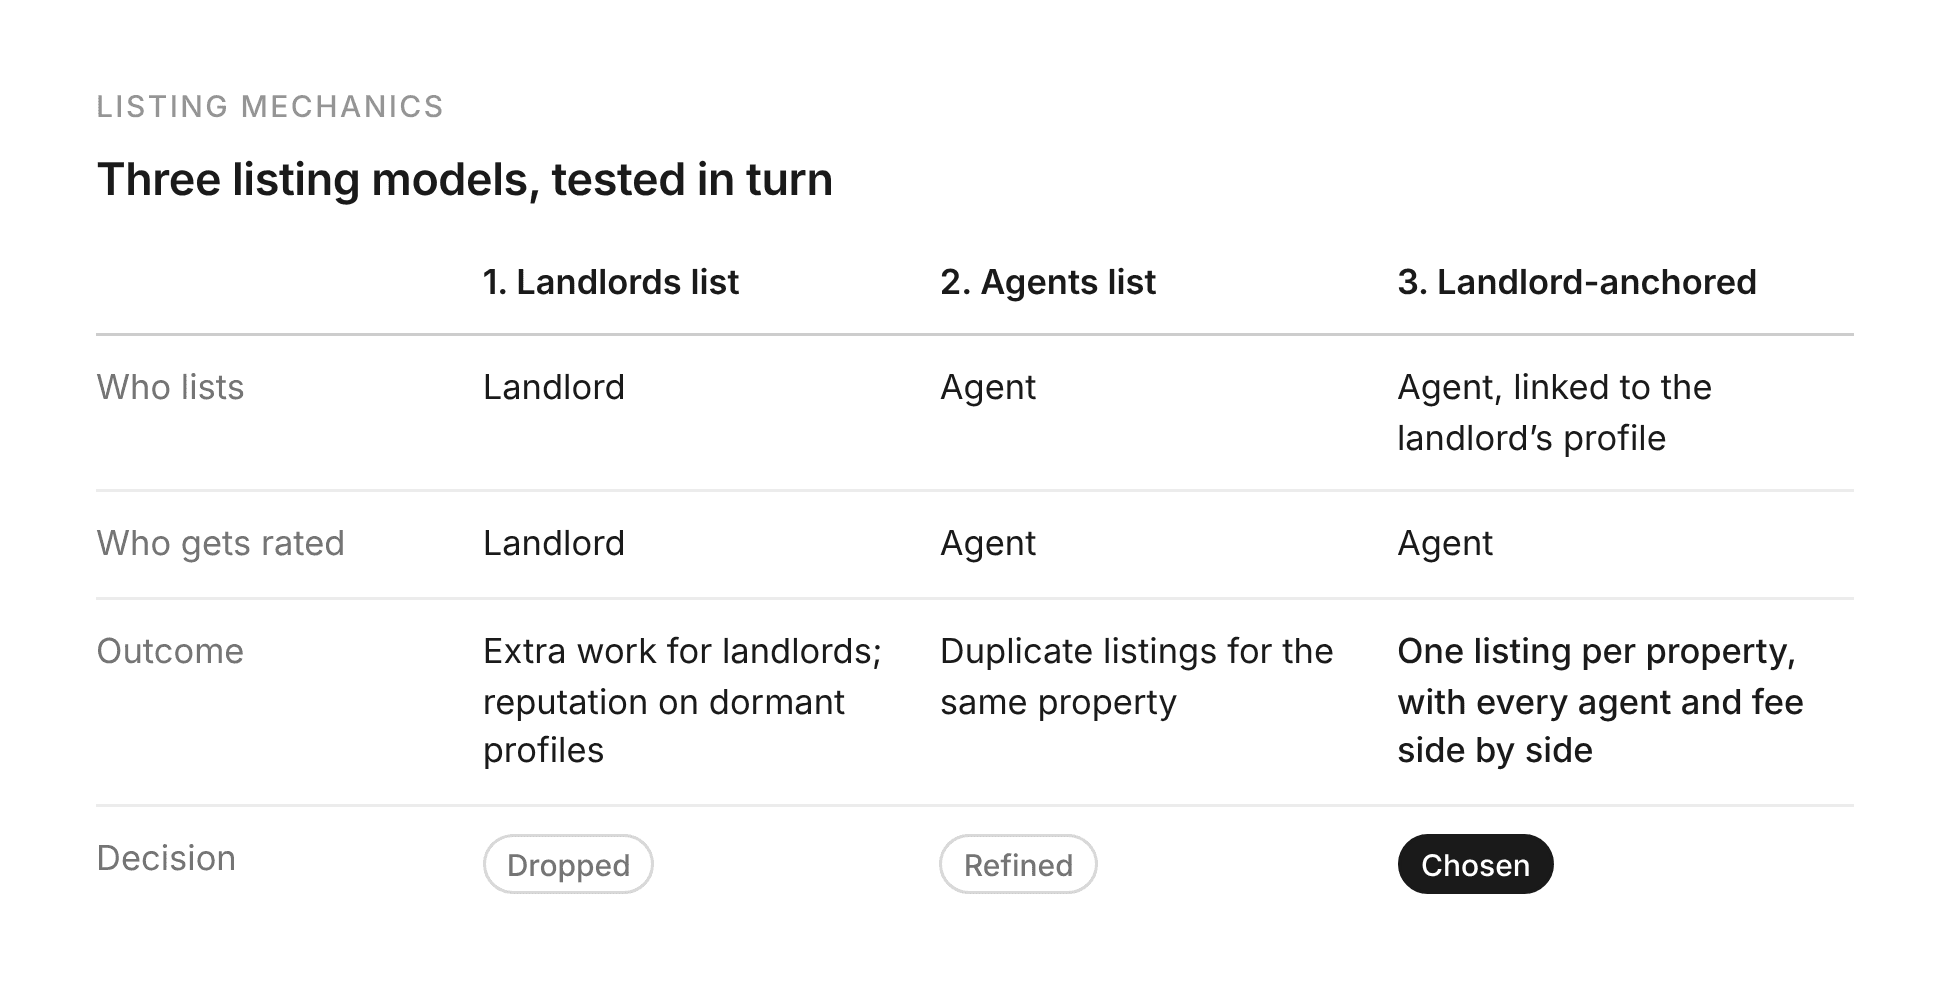 LISTING MECHANICS
Three listing models, tested in turn
1. Landlords list
2. Agents list
3. Landlord-anchored
Who lists
Landlord
Agent
Agent, linked to the
landlord’s profile
Who gets rated
Landlord
Agent
Agent
Outcome
Extra work for landlords;
reputation on dormant
profiles
Duplicate listings for the
same property
One listing per property,
with every agent and fee
side by side
Decision
Dropped
Refined
Chosen